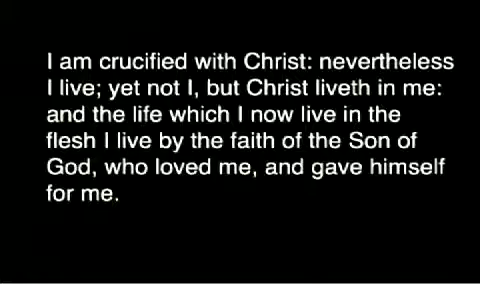 I am crucified with Christ: nevertheless
I live; yet not I, but Christ liveth in me:
and the life which I now live in the
flesh I live by the faith of the Son of
God, who loved me, and gave himself
for me.